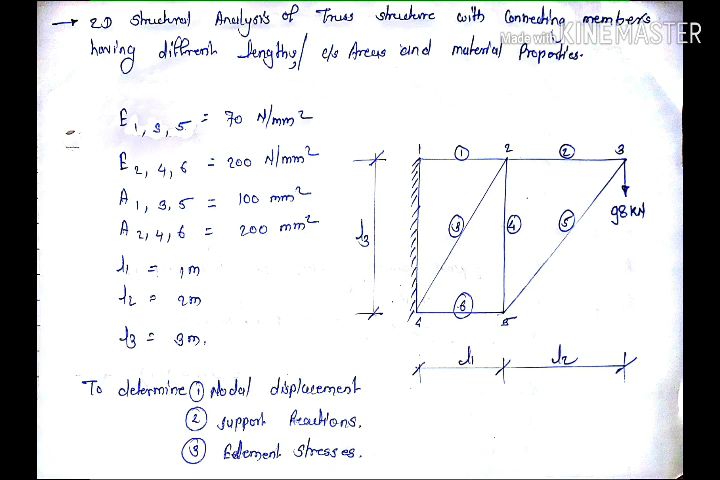 → 2D Structural Analysis of Truss structure with Connecting members
Made with KINEMASTER
having different lengths/ c/s Areas and material Properties.
E1,3,5 = 70 N/mm²
E2,4,6 = 200 N/mm²
A1,3,5 = 100 mm²
A2,4,6 = 200 mm²
l1 = 1m
l2 = 2m
l3 = 3m.
1 ① 2 ② 3
98 KN
l3 ③ ④ ⑤
⑥
4 5
l1 l2
To determine ① Nodal displacement
② Support Reactions.
③ Edement stresses.